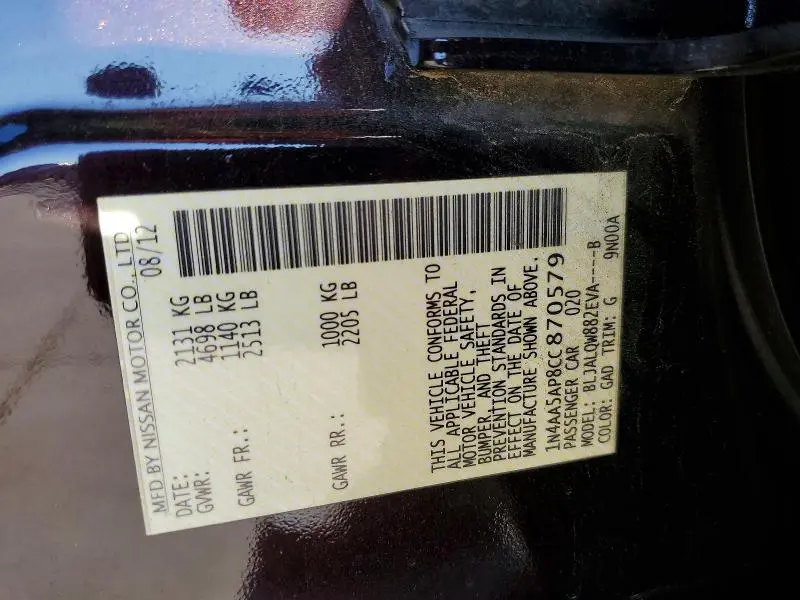 MFD BY NISSAN MOTOR CO., LTD
DATE: 08/12
GVWR: 2131 KG
4698 LB
GAWR FR.: 1140 KG
2513 LB
GAWR RR.: 1000 KG
2205 LB
THIS VEHICLE CONFORMS TO
ALL APPLICABLE FEDERAL
MOTOR VEHICLE SAFETY,
BUMPER, AND THEFT
PREVENTION STANDARDS IN
EFFECT ON THE DATE OF
MANUFACTURE SHOWN ABOVE.
1N4AA5AP8CC870579
PASSENGER CAR 020
MODEL: BLJALQWB82EVA----B
COLOR: GAD TRIM: G 9N00A